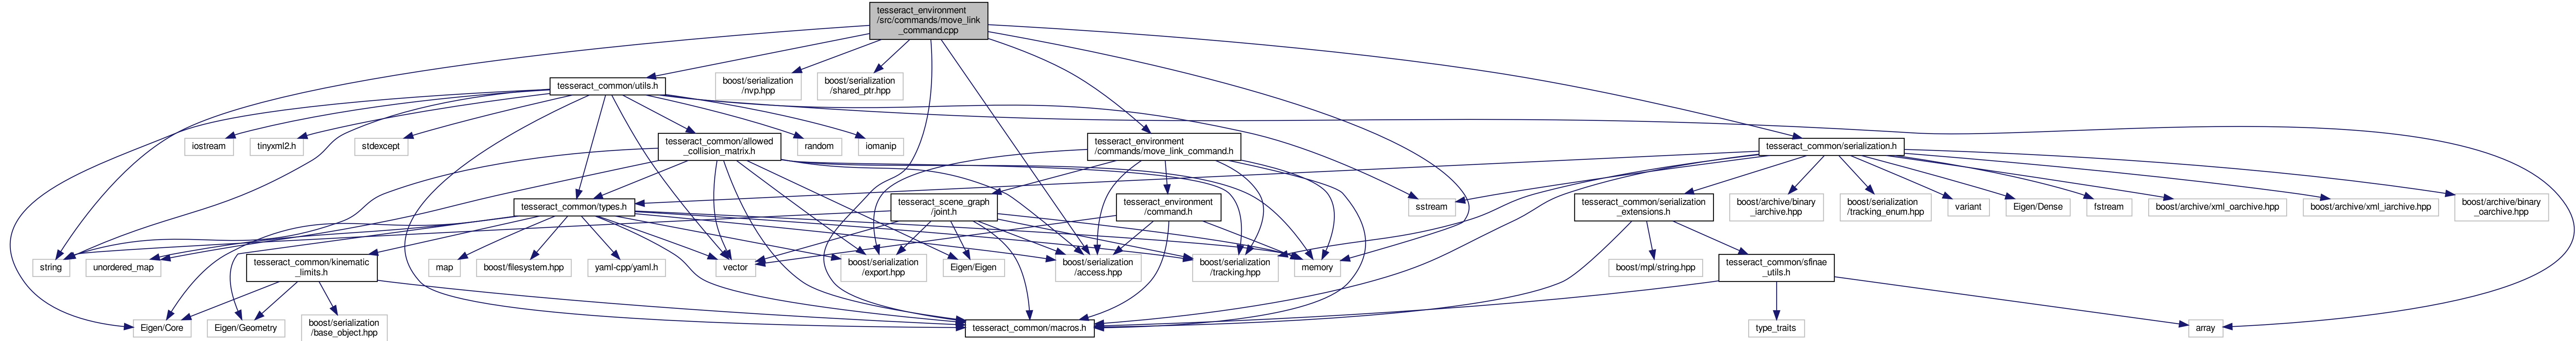 tesseract_environment
/src/commands/move_link
_command.cpp
tesseract_common/utils.h
boost/serialization
/nvp.hpp
boost/serialization
/shared_ptr.hpp
iostream
tinyxml2.h
stdexcept
tesseract_common/allowed
_collision_matrix.h
random
iomanip
tesseract_environment
/commands/move_link_command.h
tesseract_common/serialization.h
tesseract_common/types.h
tesseract_scene_graph
/joint.h
tesseract_environment
/command.h
sstream
tesseract_common/serialization
_extensions.h
boost/archive/binary
_iarchive.hpp
boost/serialization
/tracking_enum.hpp
variant
Eigen/Dense
fstream
boost/archive/xml_oarchive.hpp
boost/archive/xml_iarchive.hpp
boost/archive/binary
_oarchive.hpp
string
unordered_map
tesseract_common/kinematic
_limits.h
map
boost/filesystem.hpp
yaml-cpp/yaml.h
vector
boost/serialization
/export.hpp
Eigen/Eigen
boost/serialization
/access.hpp
boost/serialization
/tracking.hpp
memory
boost/mpl/string.hpp
tesseract_common/sfinae
_utils.h
Eigen/Core
Eigen/Geometry
boost/serialization
/base_object.hpp
tesseract_common/macros.h
type_traits
array